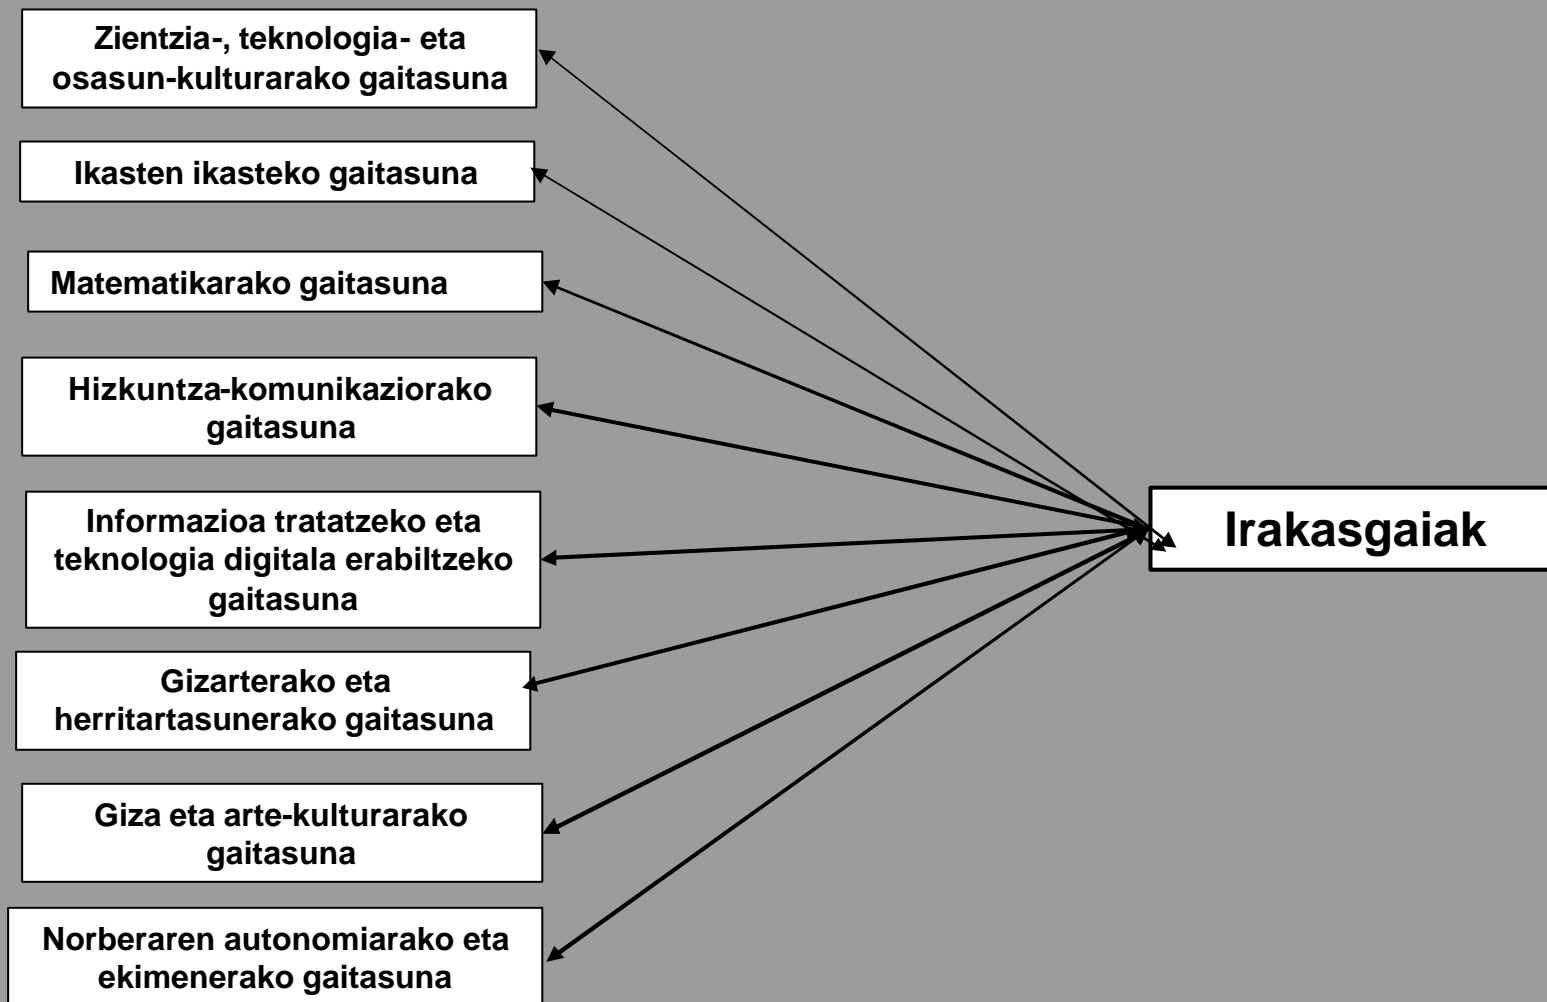 Zientzia-, teknologia- eta
osasun-kulturarako gaitasuna
Ikasten ikasteko gaitasuna
Matematikarako gaitasuna
Hizkuntza-komunikaziorako
gaitasuna
Informazioa tratatzeko eta
teknologia digitala erabiltzeko
gaitasuna
Gizarterako eta
herritartasunerako gaitasuna
Giza eta arte-kulturarako
gaitasuna
Norberaren autonomiarako eta
ekimenerako gaitasuna
Irakasgaiak